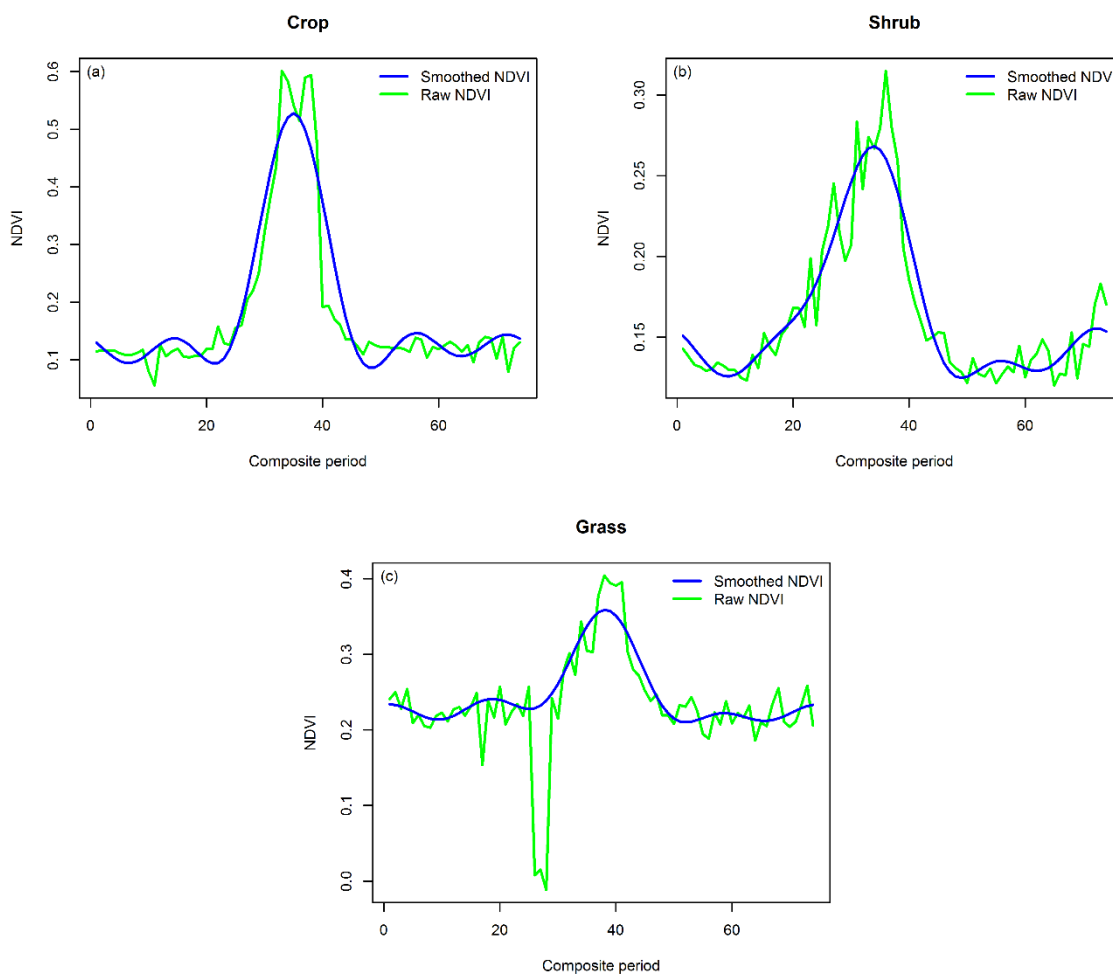 Crop
(a)
Smoothed NDVI
Raw NDVI
0.6
0.5
0.4
0.3
0.2
0.1
NDVI
0 20 40 60
Composite period
Shrub
(b)
Smoothed NDVI
Raw NDVI
0.30
0.25
0.20
0.15
NDVI
0 20 40 60
Composite period
Grass
(c)
Smoothed NDVI
Raw NDVI
0.4
0.3
0.2
0.1
0.0
NDVI
0 20 40 60
Composite period